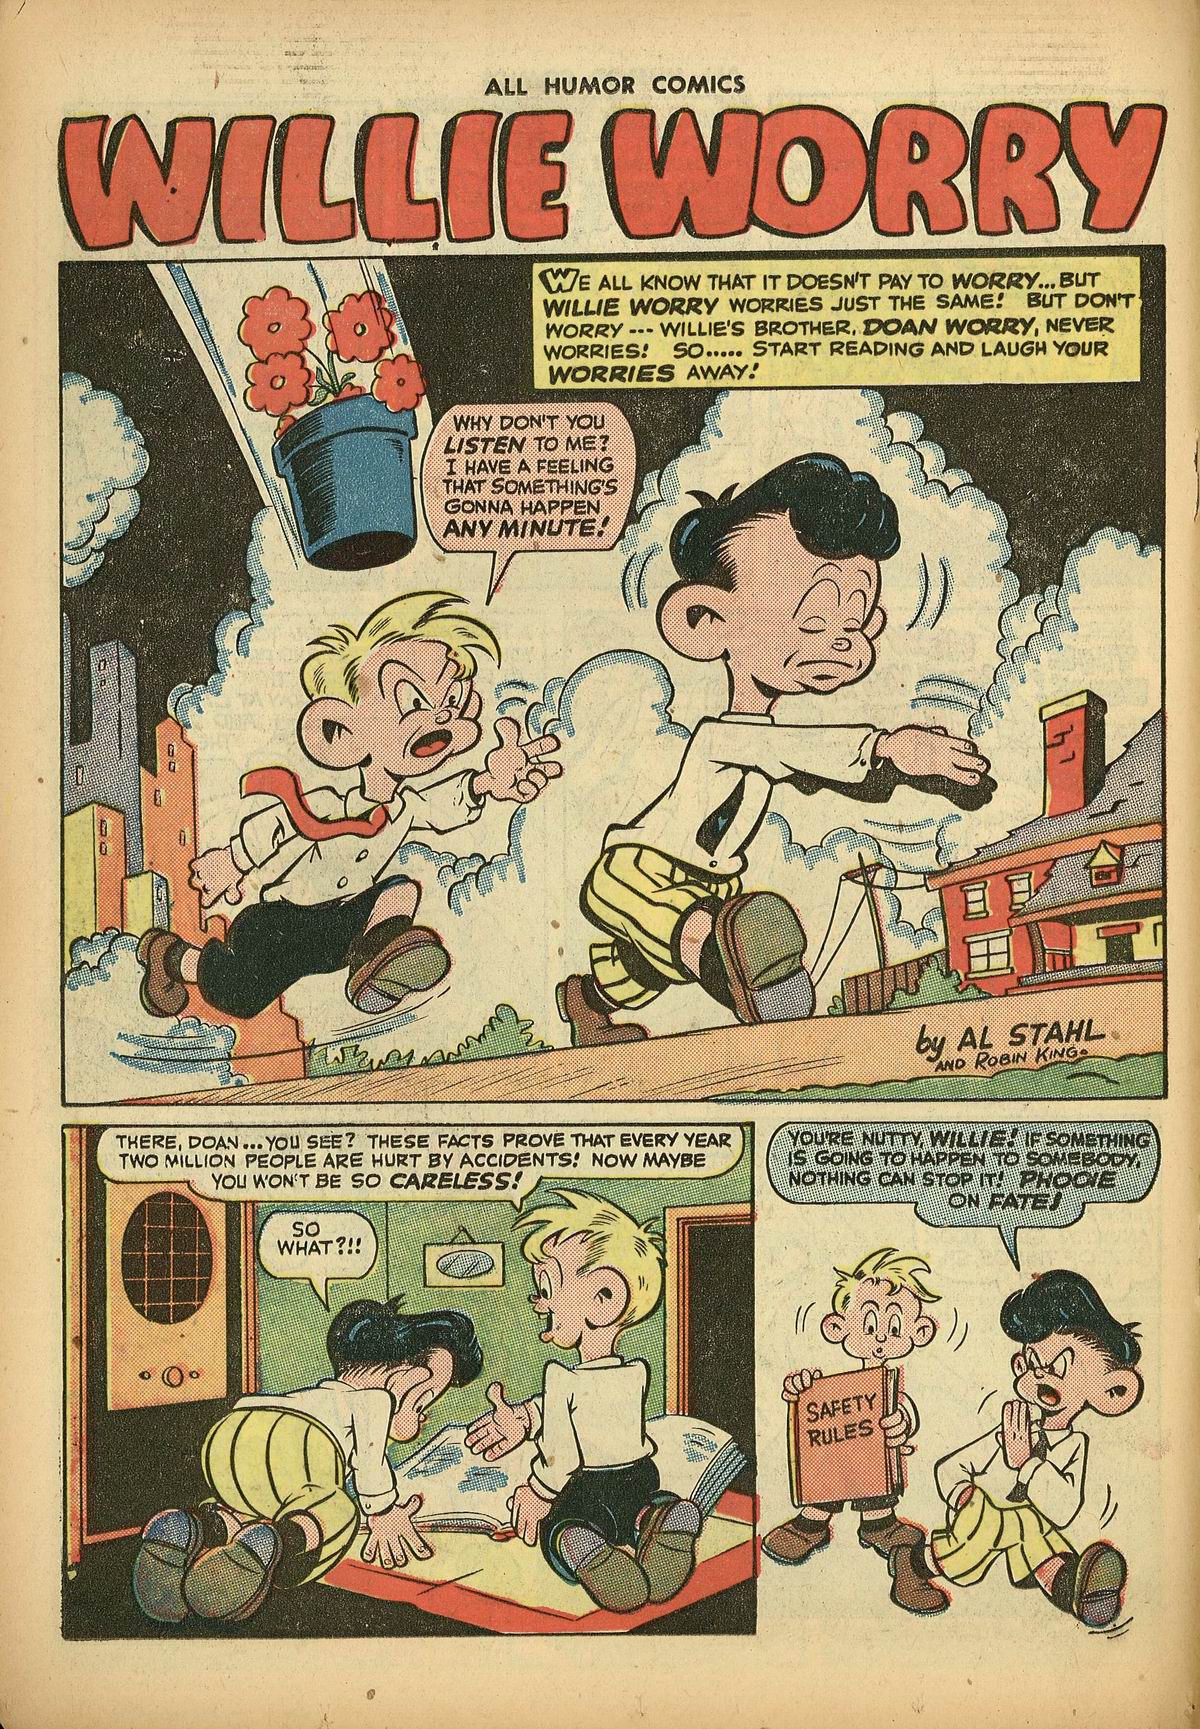 ALL HUMOR COMICS
WILLIE WORRY
WE ALL KNOW THAT IT DOESN'T PAY TO WORRY... BUT
WILLIE WORRY WORRIES JUST THE SAME! BUT DON'T
WORRY --- WILLIE'S BROTHER, DOAN WORRY, NEVER
WORRIES! SO..... START READING AND LAUGH YOUR
WORRIES AWAY!
WHY DON'T YOU
LISTEN TO ME?
I HAVE A FEELING
THAT SOMETHING'S
GONNA HAPPEN
ANY MINUTE!
by AL STAHL
AND ROBIN KING.
THERE, DOAN... YOU SEE? THESE FACTS PROVE THAT EVERY YEAR
TWO MILLION PEOPLE ARE HURT BY ACCIDENTS! NOW MAYBE
YOU WON'T BE SO CARELESS!
SO
WHAT?!!
YOU'RE NUTTY, WILLIE! IF SOMETHING
IS GOING TO HAPPEN TO SOMEBODY,
NOTHING CAN STOP IT! PHOOIE
ON FATE!
SAFETY
RULES